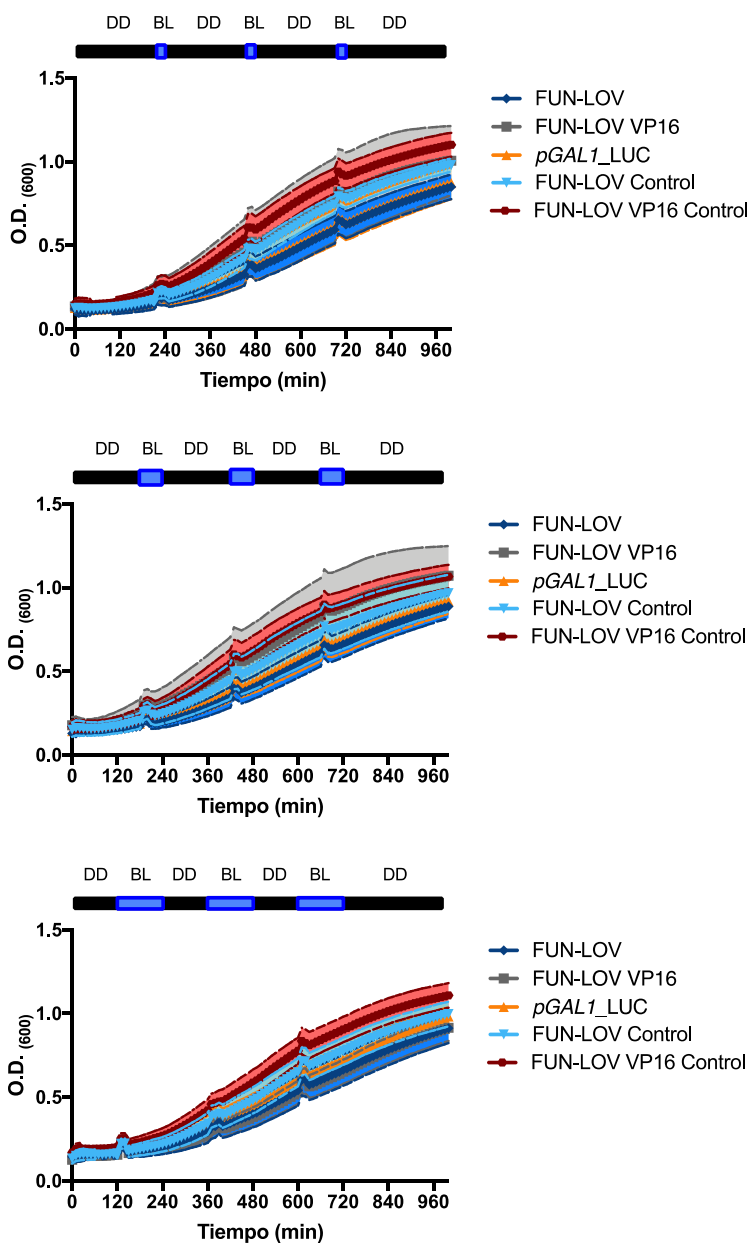 DD BL DD BL DD BL DD
1.5
1.0
0.5
0.0
O.D. (600)
0 120 240 360 480 600 720 840 960
Tiempo (min)
FUN-LOV
FUN-LOV VP16
pGAL1_LUC
FUN-LOV Control
FUN-LOV VP16 Control
DD BL DD BL DD BL DD
1.5
1.0
0.5
0.0
O.D. (600)
0 120 240 360 480 600 720 840 960
Tiempo (min)
FUN-LOV
FUN-LOV VP16
pGAL1_LUC
FUN-LOV Control
FUN-LOV VP16 Control
DD BL DD BL DD BL DD
1.5
1.0
0.5
0.0
O.D. (600)
0 120 240 360 480 600 720 840 960
Tiempo (min)
FUN-LOV
FUN-LOV VP16
pGAL1_LUC
FUN-LOV Control
FUN-LOV VP16 Control